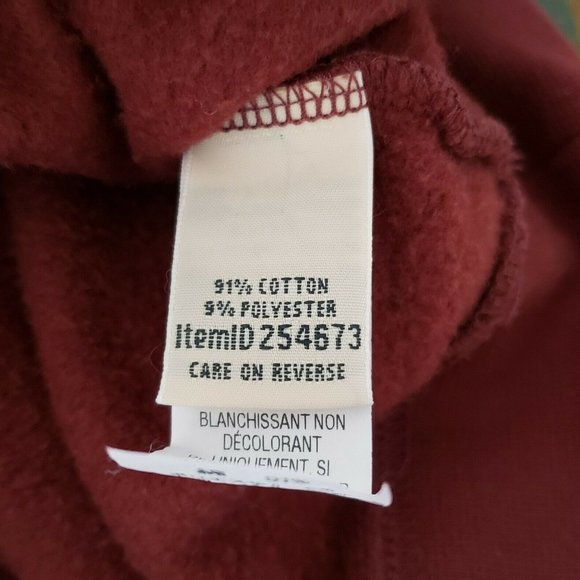 91% COTTON
9% POLYESTER
ItemID 254673
CARE ON REVERSE
BLANCHISSANT NON
DÉCOLORANT
UNIQUEMENT, SI